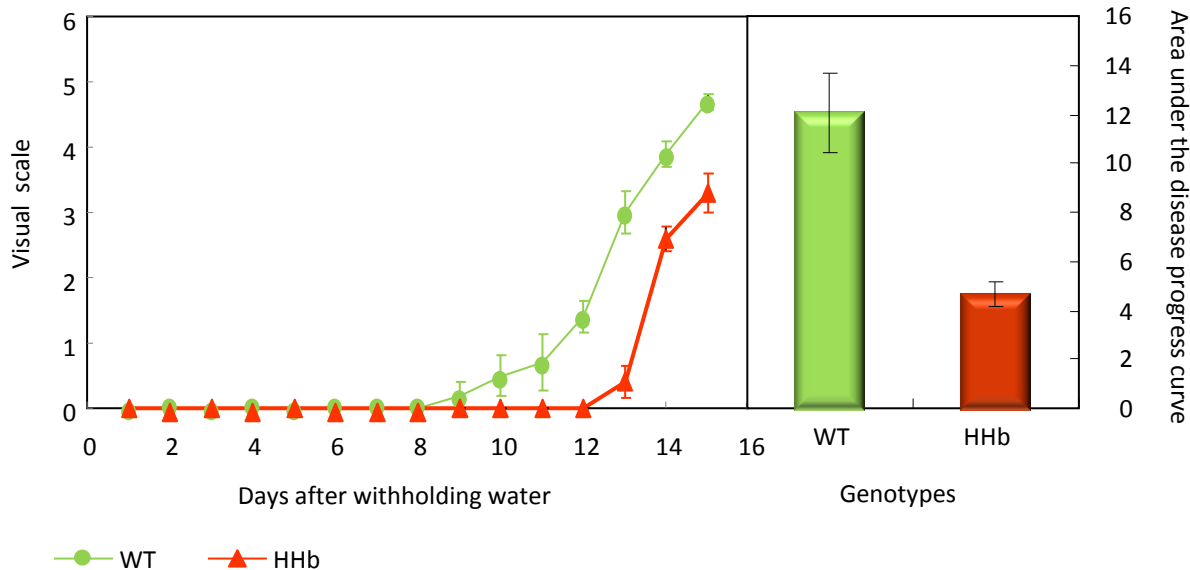 6
5
4
3
2
1
0
Visual scale
0 2 4 6 8 10 12 14 16
Days after withholding water
WT HHb
16
14
12
10
8
6
4
2
0
Area under the disease progress curve
WT HHb
Genotypes